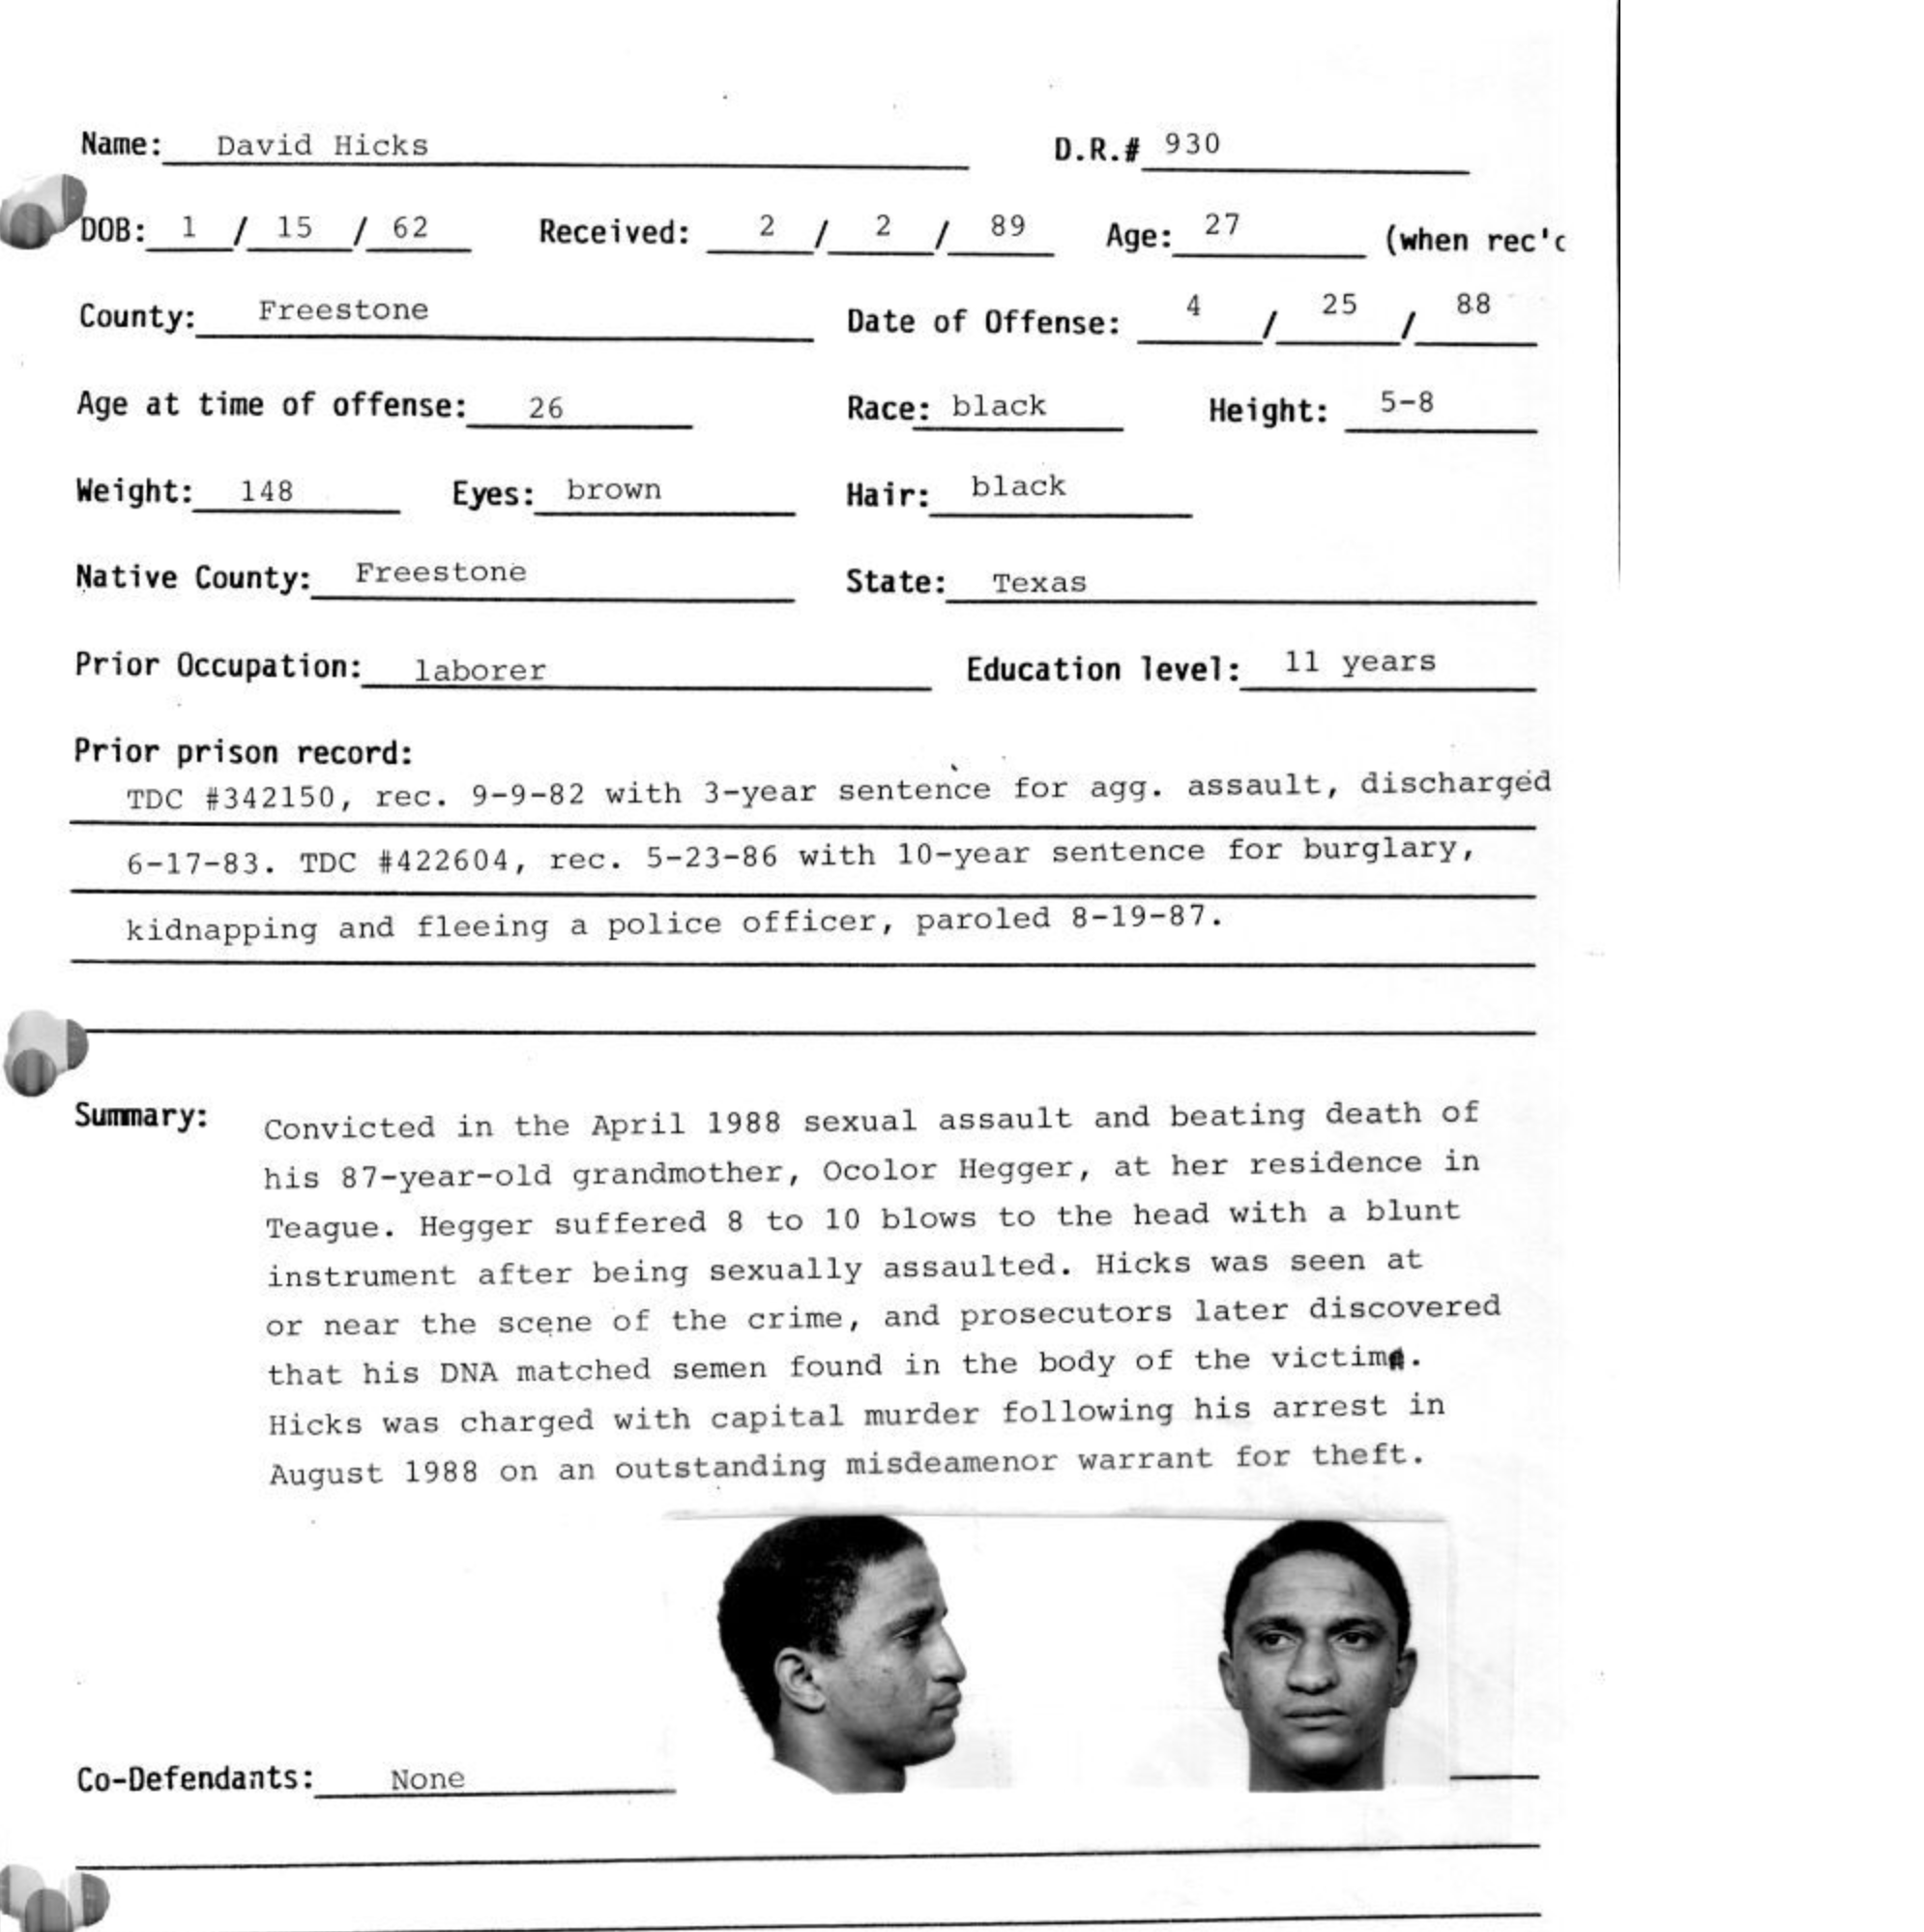 Name: David Hicks D.R.# 930
DOB: 1 / 15 / 62 Received: 2 / 2 / 89 Age: 27 (when rec'
County: Freestone Date of Offense: 4 / 25 / 88
Age at time of offense: 26 Race: black Height: 5-8
Weight: 148 Eyes: brown Hair: black
Native County: Freestone State: Texas
Prior Occupation: laborer Education level: 11 years
Prior prison record:
TDC #342150, rec. 9-9-82 with 3-year sentence for agg. assault, discharged
6-17-83. TDC #422604, rec. 5-23-86 with 10-year sentence for burglary,
kidnapping and fleeing a police officer, paroled 8-19-87.
Summary: Convicted in the April 1988 sexual assault and beating death of
his 87-year-old grandmother, Ocolor Hegger, at her residence in
Teague. Hegger suffered 8 to 10 blows to the head with a blunt
instrument after being sexually assaulted. Hicks was seen at
or near the scene of the crime, and prosecutors later discovered
that his DNA matched semen found in the body of the victim.
Hicks was charged with capital murder following his arrest in
August 1988 on an outstanding misdeamenor warrant for theft.
Co-Defendants: None